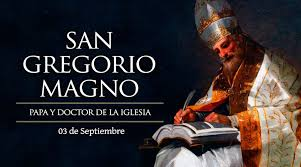 SAN
GREGORIO
MAGNO
PAPA Y DOCTOR DE LA IGLESIA
03 de Septiembre